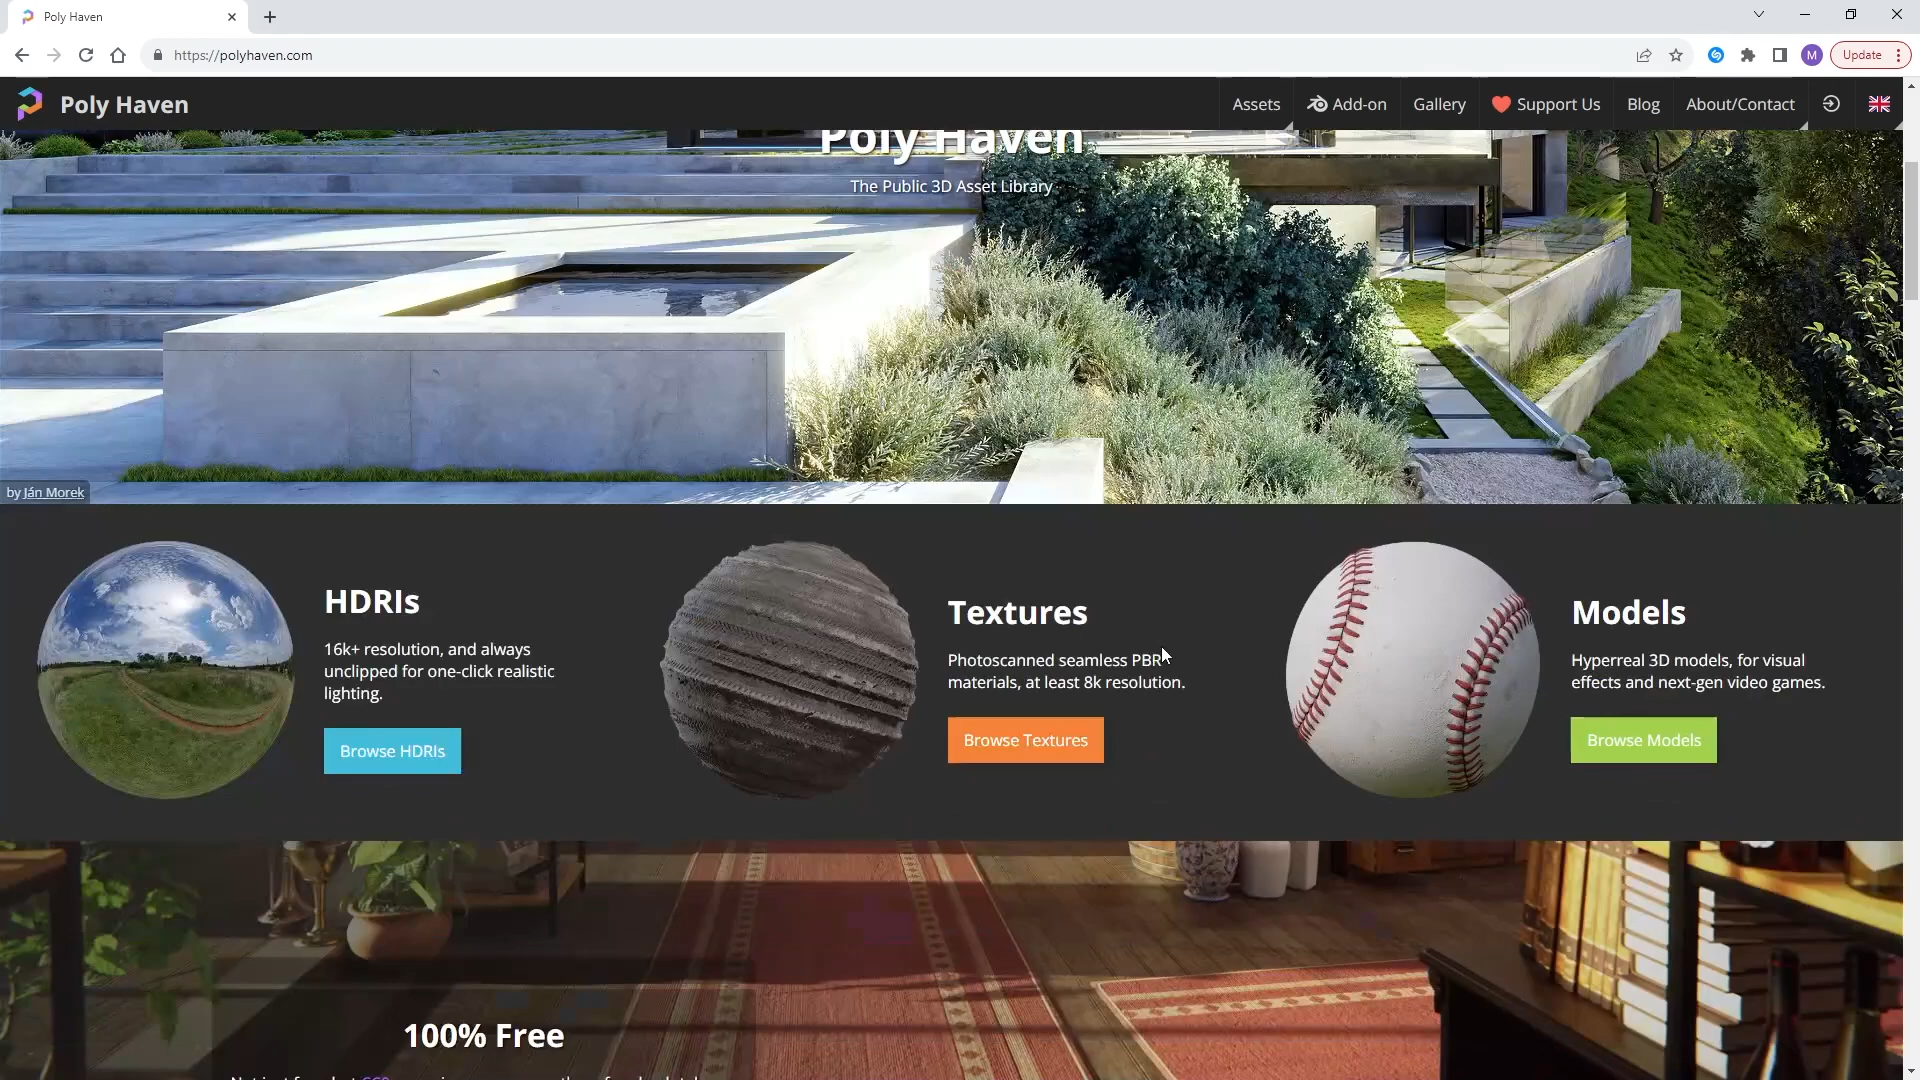 Poly Haven
https://polyhaven.com
Update
M
Poly Haven
Assets
Add-on
Gallery
Support Us
Blog
About/Contact
Poly Haven
The Public 3D Asset Library
by Ján Morek
HDRIs
16k+ resolution, and always
unclipped for one-click realistic
lighting.
Browse HDRIs
Textures
Photoscanned seamless PBR
materials, at least 8k resolution.
Browse Textures
Models
Hyperreal 3D models, for visual
effects and next-gen video games.
Browse Models
100% Free